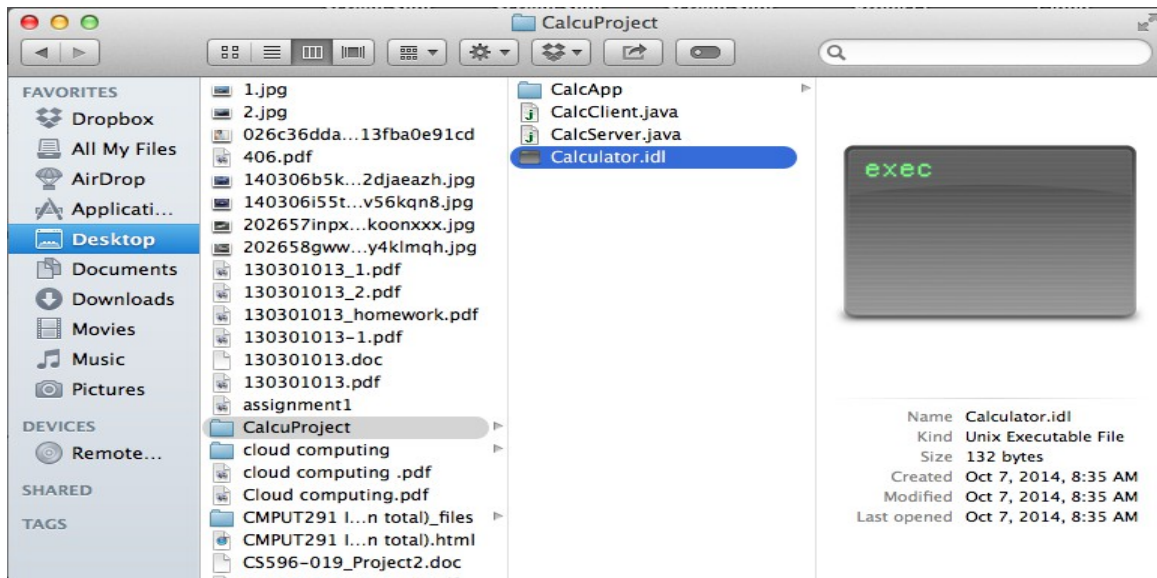 CalcuProject
FAVORITES
Dropbox
All My Files
AirDrop
Applicati...
Desktop
Documents
Downloads
Movies
Music
Pictures
DEVICES
Remote...
SHARED
TAGS
1.jpg
2.jpg
026c36dda...13fba0e91cd
406.pdf
140306b5k...2djaeazh.jpg
140306i55t...v56kqn8.jpg
202657inpx...koonxxx.jpg
202658gww...y4klmqh.jpg
130301013_1.pdf
130301013_2.pdf
130301013_homework.pdf
130301013-1.pdf
130301013.doc
130301013.pdf
assignment1
CalcuProject
cloud computing
cloud computing .pdf
Cloud computing.pdf
CMPUT291 l...n total)_files
CMPUT291 l...n total).html
CS596-019_Project2.doc
CalcApp
CalcClient.java
CalcServer.java
Calculator.idl
exec
Name Calculator.idl
Kind Unix Executable File
Size 132 bytes
Created Oct 7, 2014, 8:35 AM
Modified Oct 7, 2014, 8:35 AM
Last opened Oct 7, 2014, 8:35 AM